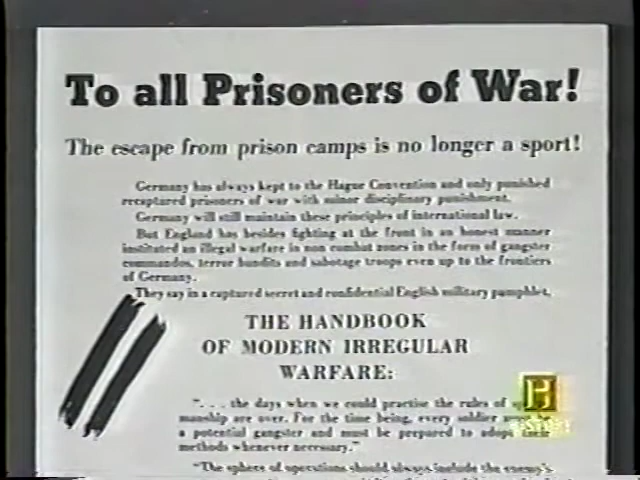 To all Prisoners of War!
The escape from prison camps is no longer a sport!
Germany has always kept to the Hague Convention and only punished
recaptured prisoners of war with minor disciplinary punishment.
Germany will still maintain these principles of international law.
But England has besides fighting at the front in an honest manner
instituted an illegal warfare in non combat zones in the form of gangster
commandos, terror bandits and sabotage troops even up to the frontiers
of Germany.
They say in a captured secret and confidential English military pamphlet,
THE HANDBOOK
OF MODERN IRREGULAR
WARFARE:
". . . the days when we could practise the rules of
manship are over. For the time being, every soldier must be
a potential gangster and must be prepared to adopt their
methods whenever necessary."
"The sphere of operations should always include the enemy's
H
HISTORY